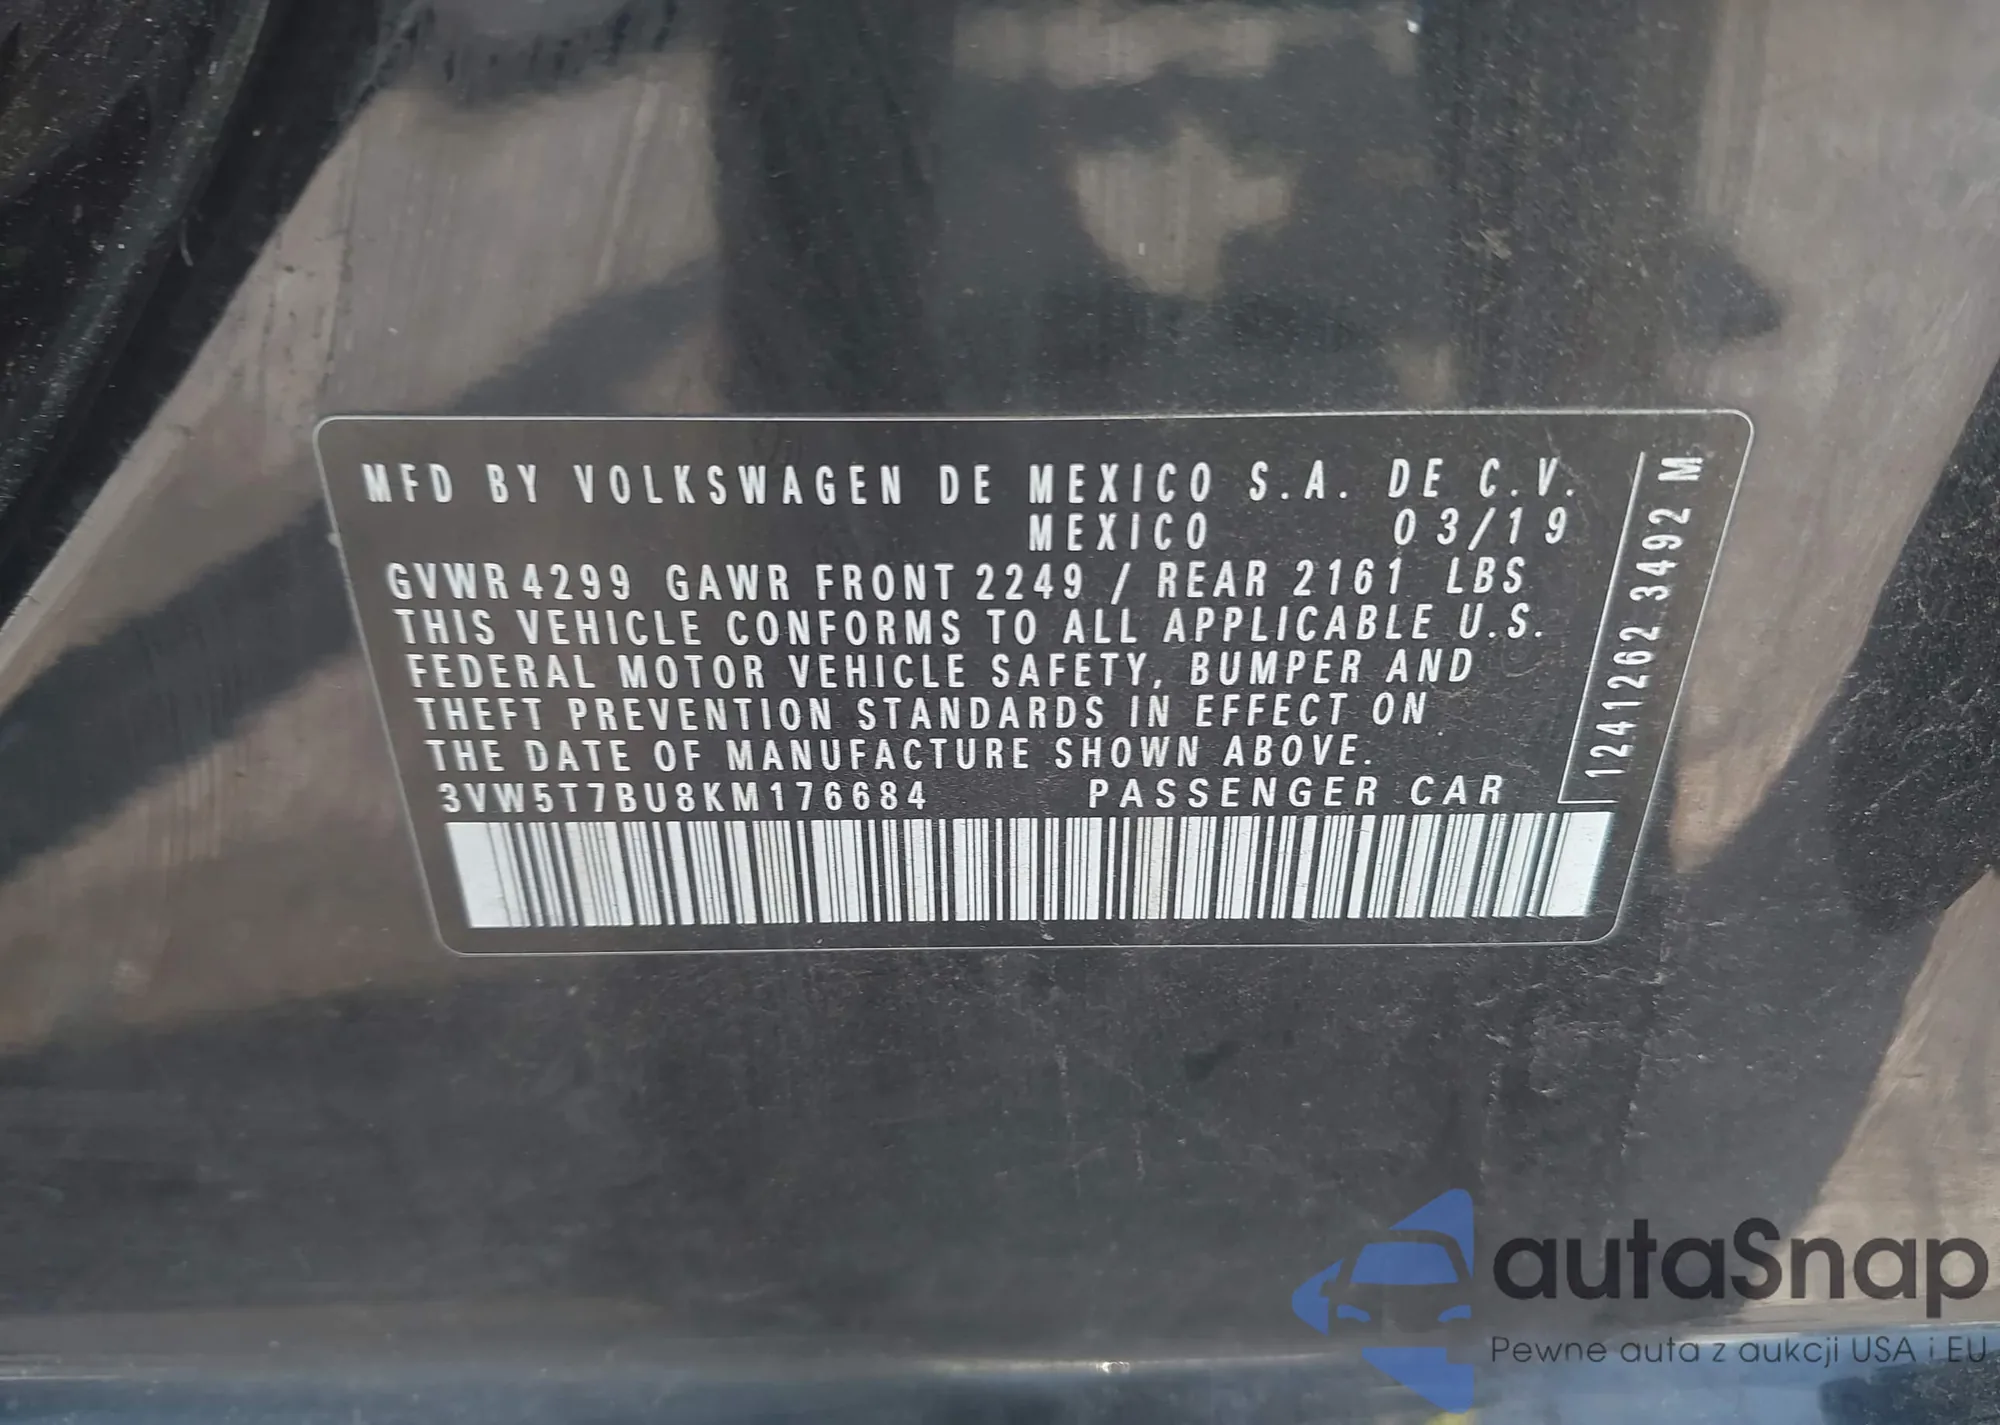 MFD BY VOLKSWAGEN DE MEXICO S.A. DE C.V.
MEXICO 03/19
GVWR 4299 GAWR FRONT 2249 / REAR 2161 LBS
THIS VEHICLE CONFORMS TO ALL APPLICABLE U.S.
FEDERAL MOTOR VEHICLE SAFETY, BUMPER AND
THEFT PREVENTION STANDARDS IN EFFECT ON
THE DATE OF MANUFACTURE SHOWN ABOVE.
3VW5T7BU8KM176684 PASSENGER CAR
1241262 3492 M
autaSnap
Pewne auta z aukcji USA i EU